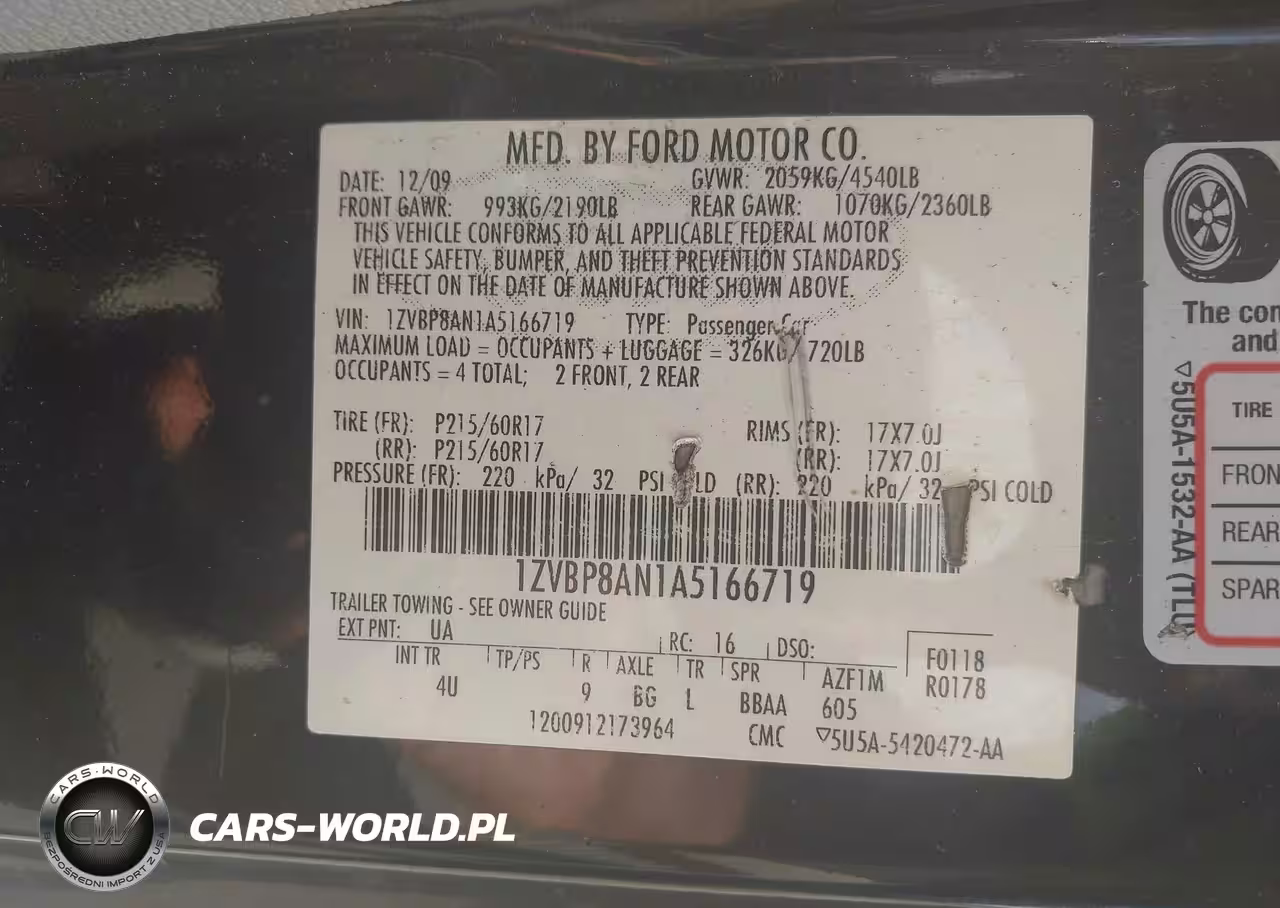 MFD. BY FORD MOTOR CO.
DATE: 12/09 GVWR: 2059KG/4540LB
FRONT GAWR: 993KG/2190LB REAR GAWR: 1070KG/2360LB
THIS VEHICLE CONFORMS TO ALL APPLICABLE FEDERAL MOTOR
VEHICLE SAFETY, BUMPER, AND THEFT PREVENTION STANDARDS
IN EFFECT ON THE DATE OF MANUFACTURE SHOWN ABOVE.
VIN: 1ZVBP8AN1A5166719 TYPE: Passenger Car
MAXIMUM LOAD = OCCUPANTS + LUGGAGE = 326KG/ 720LB
OCCUPANTS = 4 TOTAL; 2 FRONT, 2 REAR
TIRE (FR): P215/60R17 RIMS (FR): 17X7.0J
(RR): P215/60R17 (RR): 17X7.0J
PRESSURE (FR): 220 kPa/ 32 PSI LD (RR): 220 kPa/ 32 PSI COLD
1ZVBP8AN1A5166719
TRAILER TOWING - SEE OWNER GUIDE
EXT PNT: UA RC: 16 DSO:
INT TR TP/PS R AXLE TR SPR AZF1M
4U 9 BG L BBAA 605
F0118
R0178
1200912173964 CMC ▽5U5A-5420472-AA
The con
and
▽5U5A-1532-AA (TLU
TIRE
FRON
REAR
SPAR
CARS-WORLD
CW
BEZPOŚREDNI IMPORT Z USA
CARS-WORLD.PL